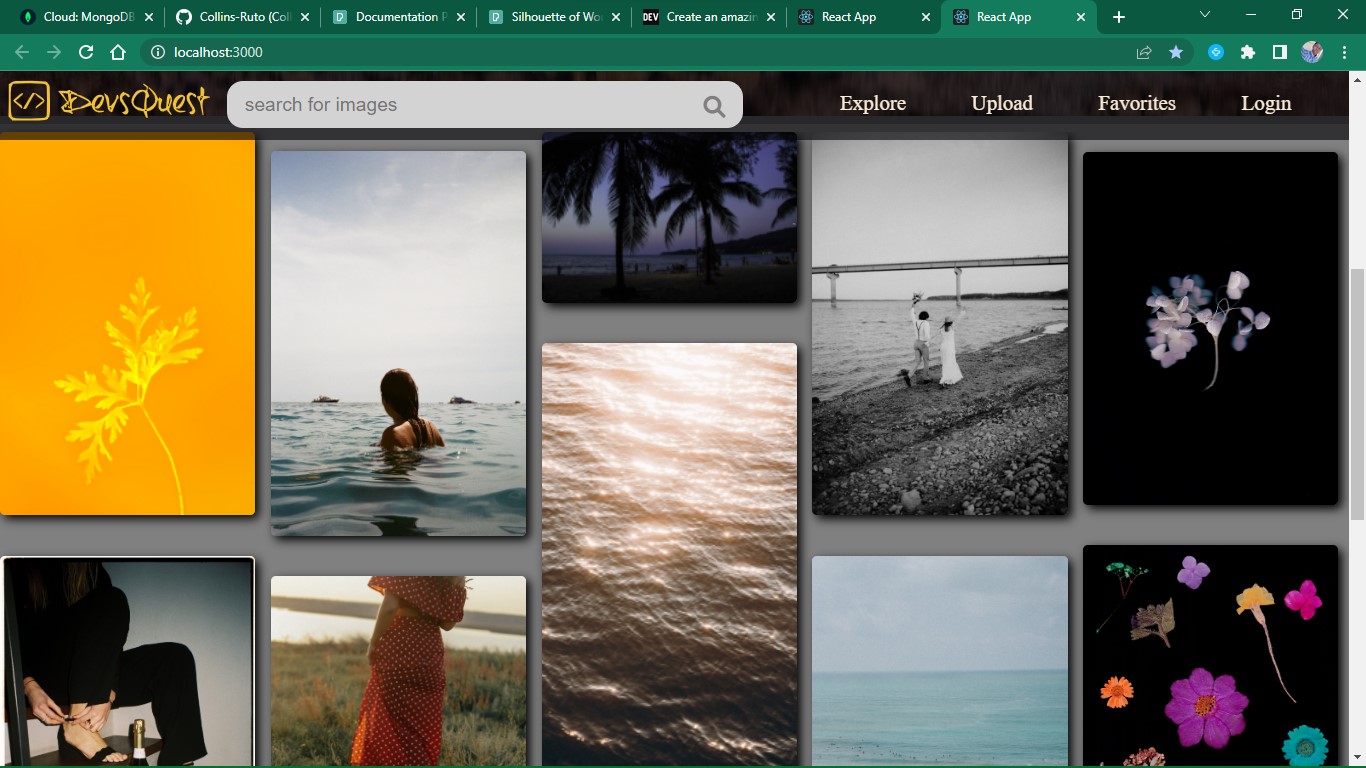 Cloud: MongoDB
Collins-Ruto (Coll
Documentation P
Silhouette of Wo
DEV Create an amazin
React App
React App
localhost:3000
</> DevsQuest
search for images
Explore
Upload
Favorites
Login